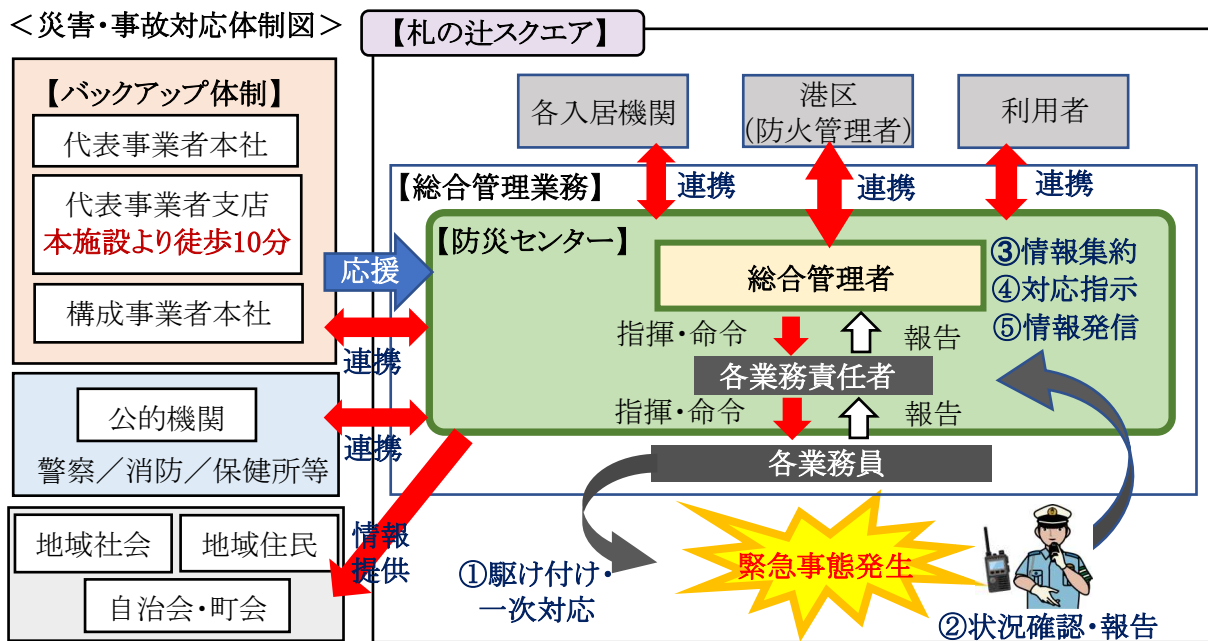 ＜災害・事故対応体制図＞
【札の辻スクエア】
【バックアップ体制】
代表事業者本社
代表事業者支店
本施設より徒歩10分
構成事業者本社
公的機関
警察／消防／保健所等
地域社会
地域住民
自治会・町会
応援
連携
連携
情報
提供
各入居機関
港区
(防火管理者)
利用者
連携
連携
連携
【総合管理業務】
【防災センター】
総合管理者
③情報集約
④対応指示
⑤情報発信
指揮・命令
報告
各業務責任者
指揮・命令
報告
各業務員
①駆け付け・
一次対応
緊急事態発生
②状況確認・報告